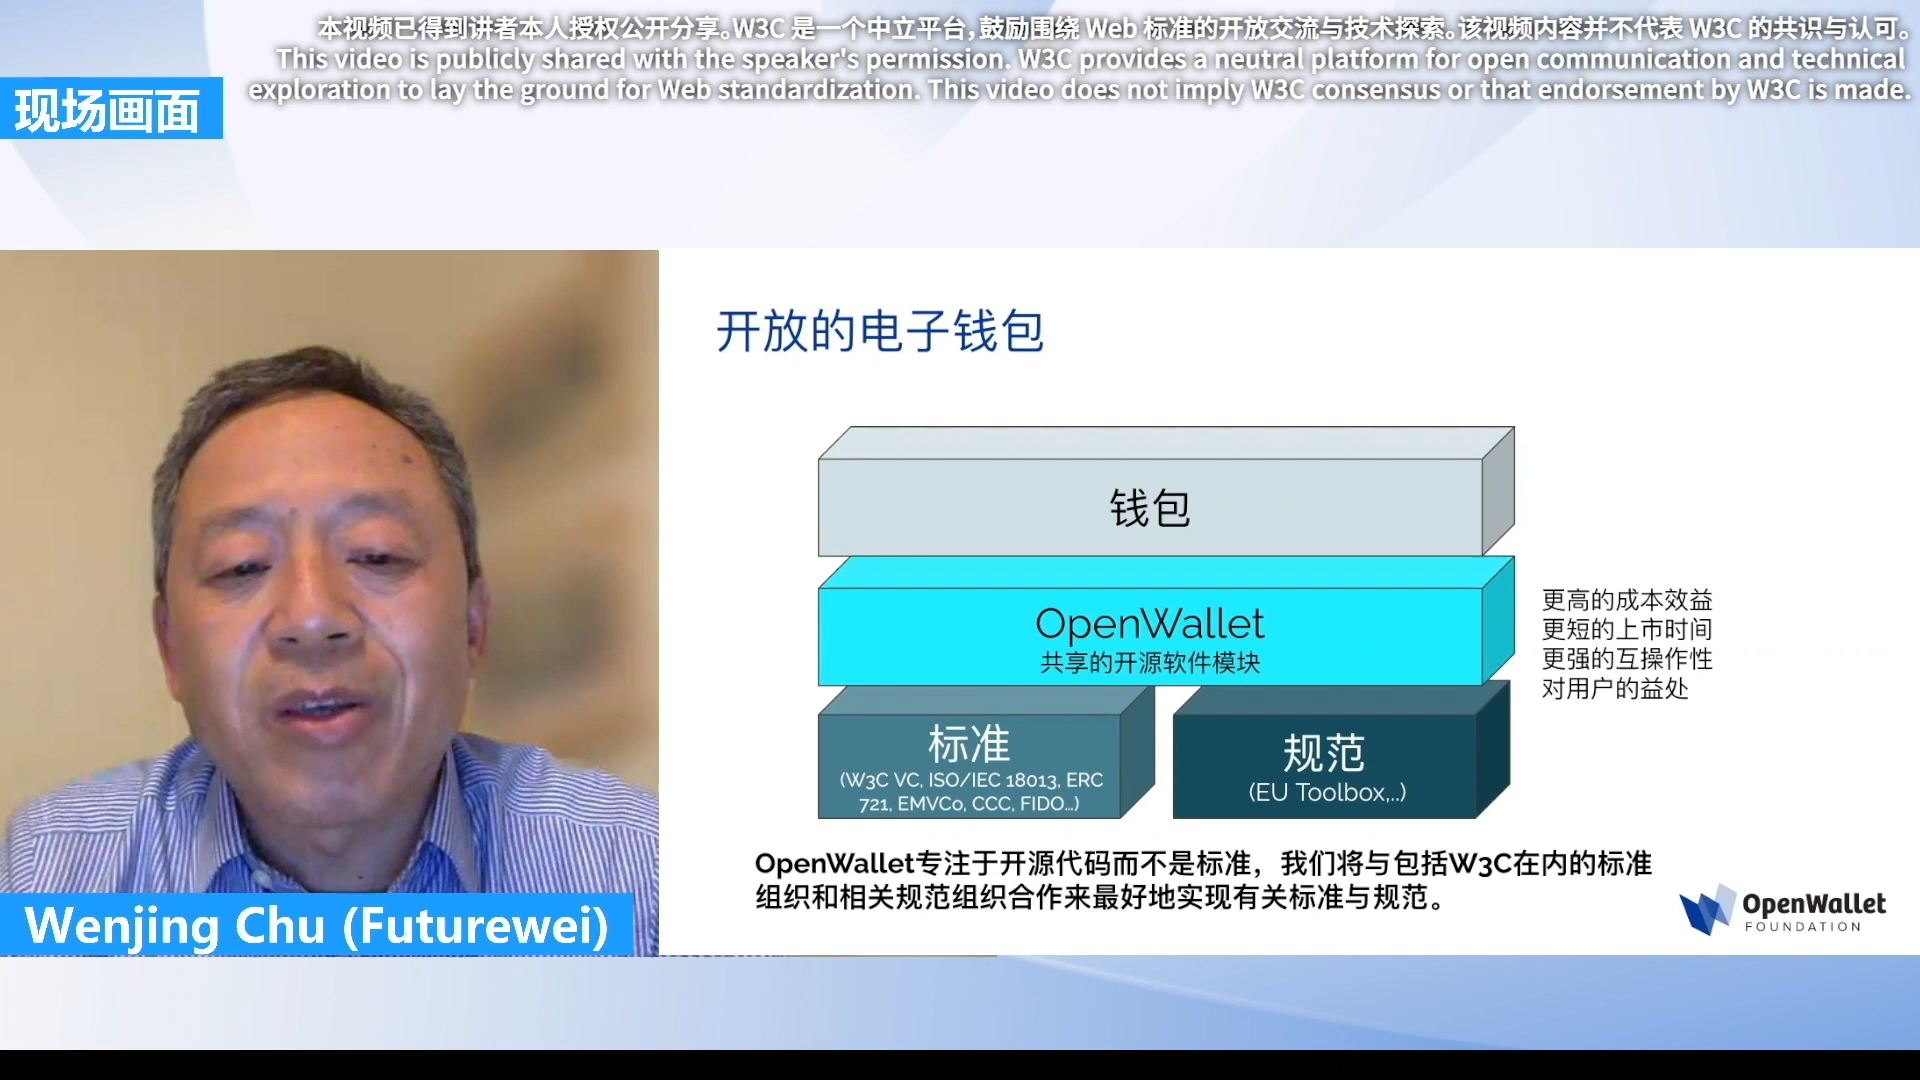 本视频已得到讲者本人授权公开分享。W3C 是一个中立平台，鼓励围绕 Web 标准的开放交流与技术探索。该视频内容并不代表 W3C 的共识与认可。
This video is publicly shared with the speaker's permission. W3C provides a neutral platform for open communication and technical
exploration to lay the ground for Web standardization. This video does not imply W3C consensus or that endorsement by W3C is made.
现场画面
开放的电子钱包
钱包
OpenWallet
共享的开源软件模块
更高的成本效益
更短的上市时间
更强的互操作性
对用户的益处
标准
(W3C VC, ISO/IEC 18013, ERC
721, EMVCo, CCC, FIDO...)
规范
(EU Toolbox,..)
OpenWallet专注于开源代码而不是标准，我们将与包括W3C在内的标准
组织和相关规范组织合作来最好地实现有关标准与规范。
OpenWallet
FOUNDATION
Wenjing Chu (Futurewei)